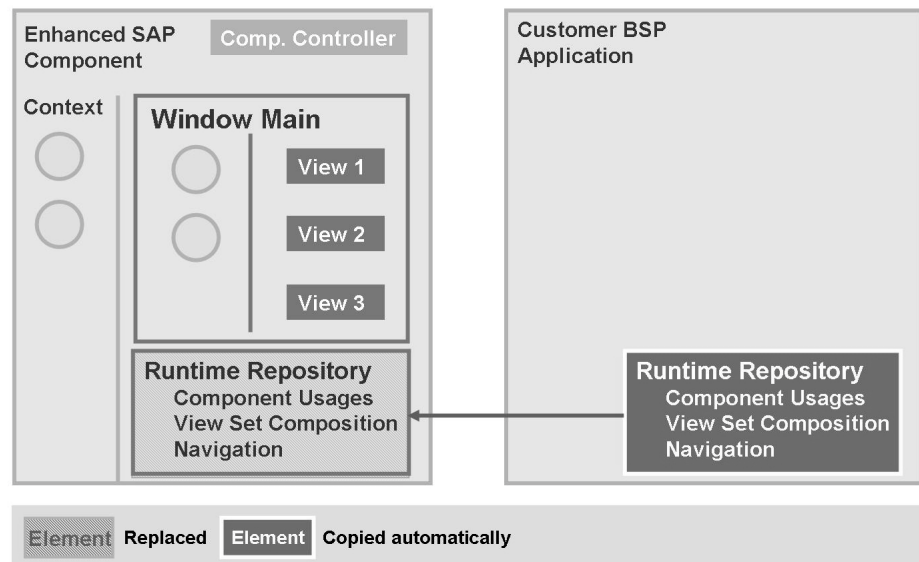 Enhanced SAP
Component
Comp. Controller
Context
Window Main
View 1
View 2
View 3
Runtime Repository
Component Usages
View Set Composition
Navigation
Customer BSP
Application
Runtime Repository
Component Usages
View Set Composition
Navigation
Element Replaced Element Copied automatically